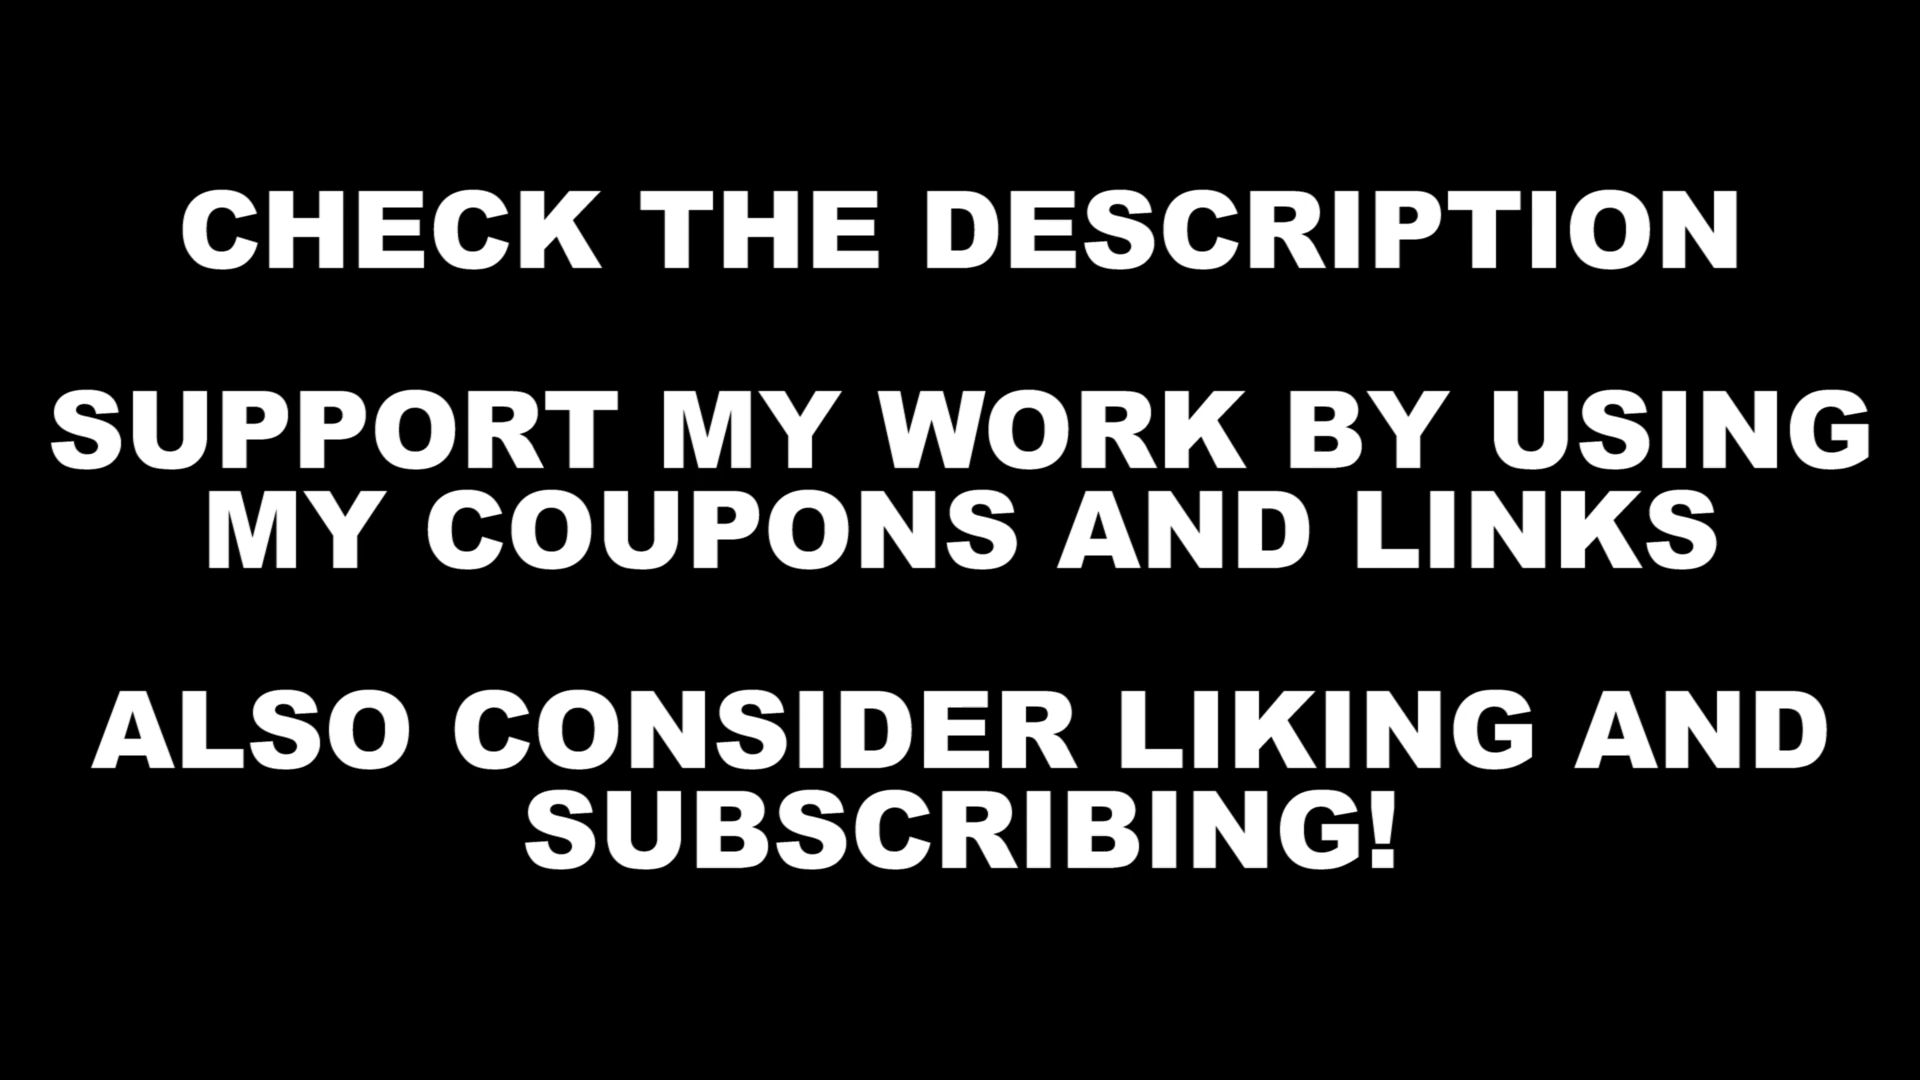 CHECK THE DESCRIPTION
SUPPORT MY WORK BY USING
MY COUPONS AND LINKS
ALSO CONSIDER LIKING AND
SUBSCRIBING!